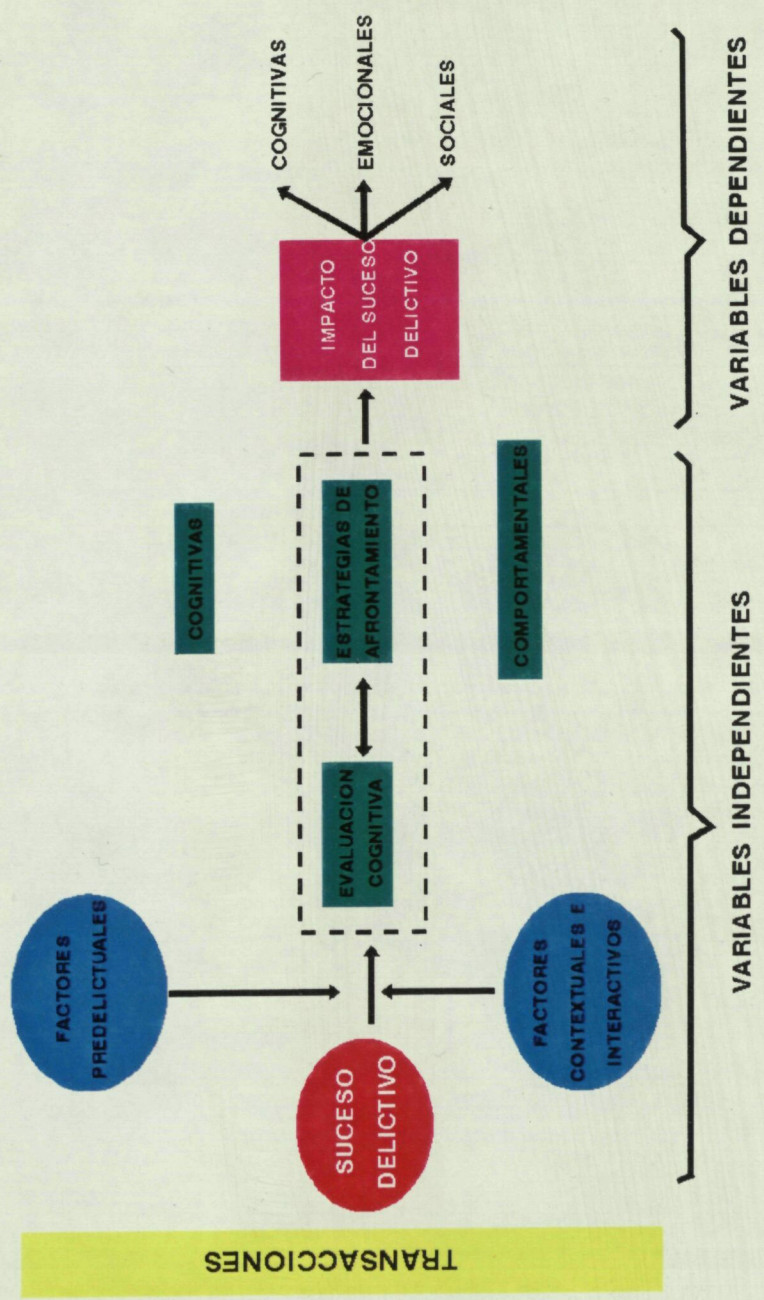 TRANSACCIONES
SUCESO
DELICTIVO
FACTORES
PREDELICTUALES
FACTORES
CONTEXTUALES E
INTERACTIVOS
EVALUACION
COGNITIVA
ESTRATEGIAS DE
AFRONTAMIENTO
COGNITIVAS
COMPORTAMENTALES
IMPACTO
DEL SUCESO
DELICTIVO
COGNITIVAS
EMOCIONALES
SOCIALES
VARIABLES INDEPENDIENTES
VARIABLES DEPENDIENTES